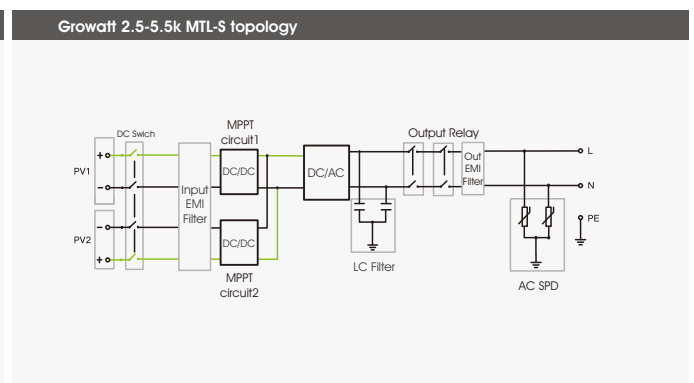 Growatt 2.5-5.5k MTL-S topology
MPPT
circuit1
DC Swich
Output Relay
+
PV1
-
DC/DC
DC/AC
Input
EMI
Filter
Out
EMI
Filter
L
N
PE
-
PV2
+
DC/DC
MPPT
circuit2
LC Filter
AC SPD